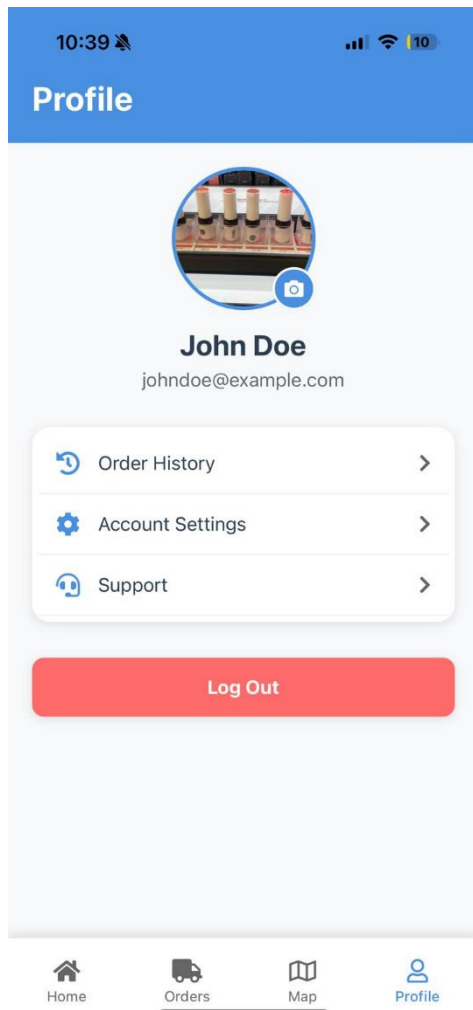 10:39
10
Profile
John Doe
johndoe@example.com
Order History
Account Settings
Support
Log Out
Home Orders Map Profile